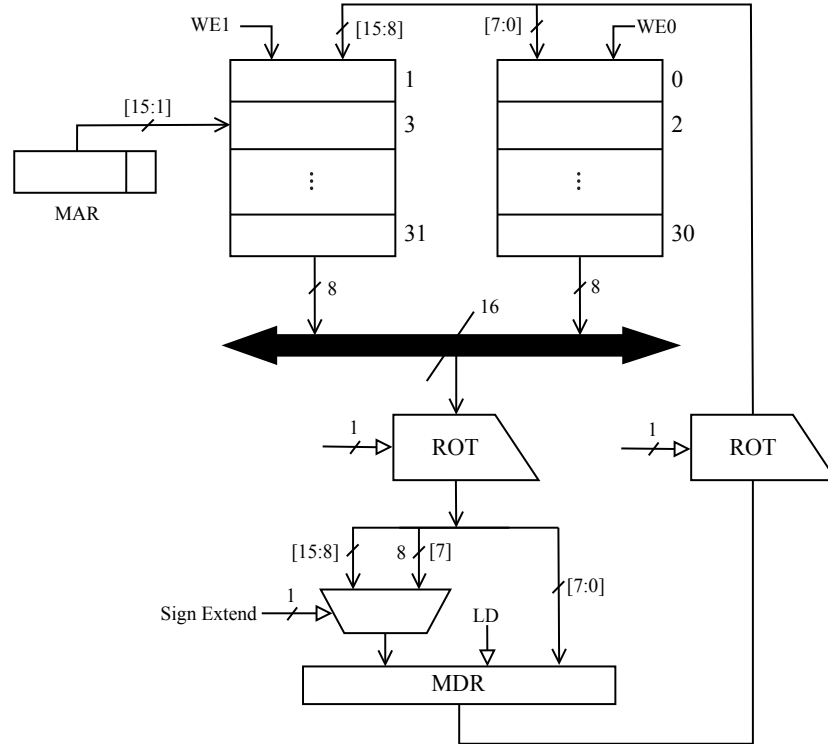 WE1
[15:8]
[7:0]
WE0
1
0
[15:1]
3
2
⋮
⋮
MAR
31
30
8
8
16
1
ROT
1
ROT
[15:8]
8
[7]
[7:0]
Sign Extend
1
LD
MDR